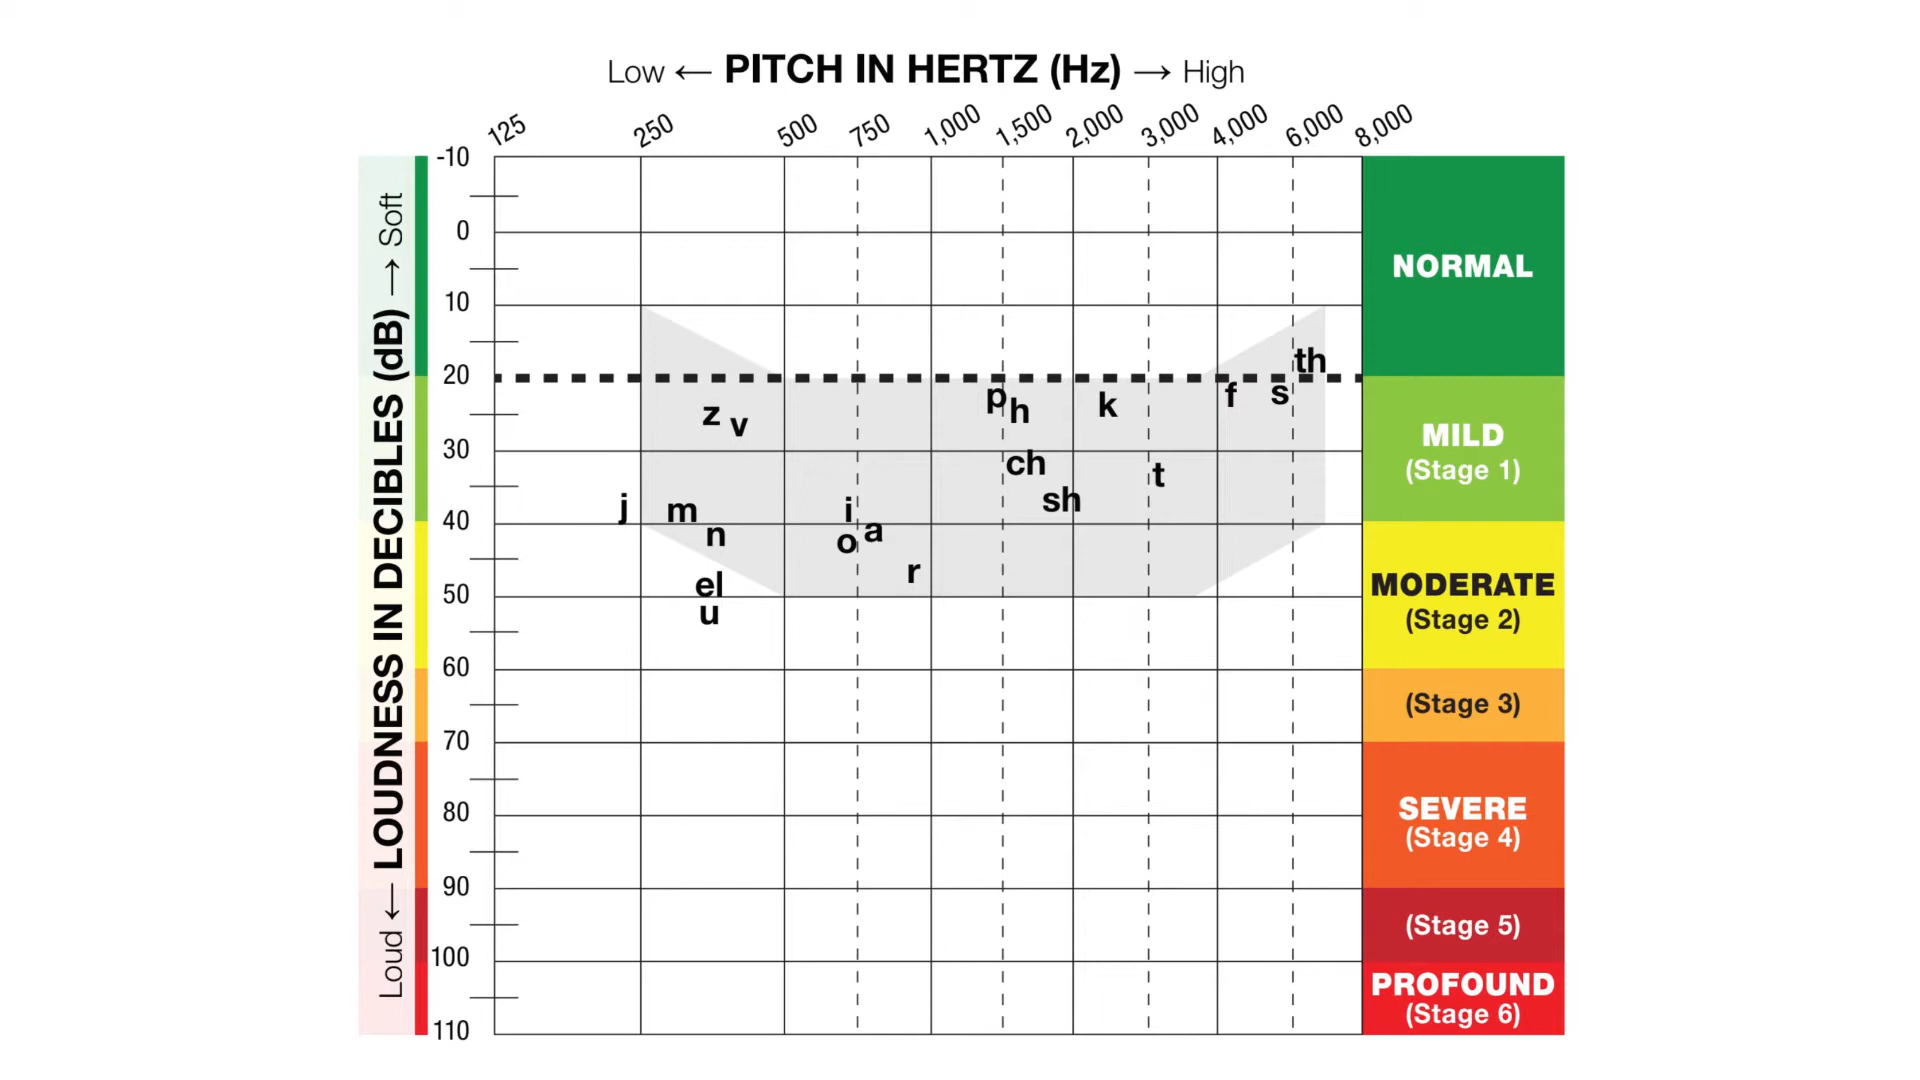 Low ← PITCH IN HERTZ (Hz) → High
125 250 500 750 1,000 1,500 2,000 3,000 4,000 6,000 8,000
Loud ← LOUDNESS IN DECIBLES (dB) → Soft
-10
0
10
20
30
40
50
60
70
80
90
100
110
th
z v p h k f s
ch t
sh
j m i
n o a
r
el
u
NORMAL
MILD
(Stage 1)
MODERATE
(Stage 2)
(Stage 3)
SEVERE
(Stage 4)
(Stage 5)
PROFOUND
(Stage 6)